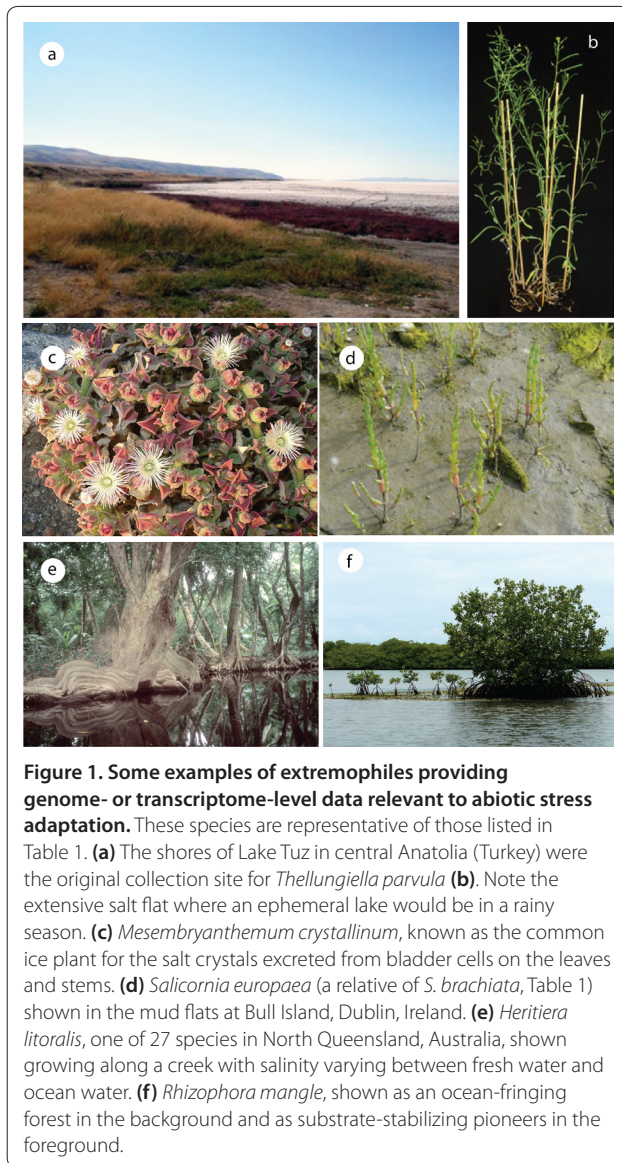 a
b
c
d
e
f
Figure 1. Some examples of extremophiles providing
genome- or transcriptome-level data relevant to abiotic stress
adaptation. These species are representative of those listed in
Table 1. (a) The shores of Lake Tuz in central Anatolia (Turkey) were
the original collection site for Thellungiella parvula (b). Note the
extensive salt flat where an ephemeral lake would be in a rainy
season. (c) Mesembryanthemum crystallinum, known as the common
ice plant for the salt crystals excreted from bladder cells on the leaves
and stems. (d) Salicornia europaea (a relative of S. brachiata, Table 1)
shown in the mud flats at Bull Island, Dublin, Ireland. (e) Heritiera
litoralis, one of 27 species in North Queensland, Australia, shown
growing along a creek with salinity varying between fresh water and
ocean water. (f) Rhizophora mangle, shown as an ocean-fringing
forest in the background and as substrate-stabilizing pioneers in the
foreground.